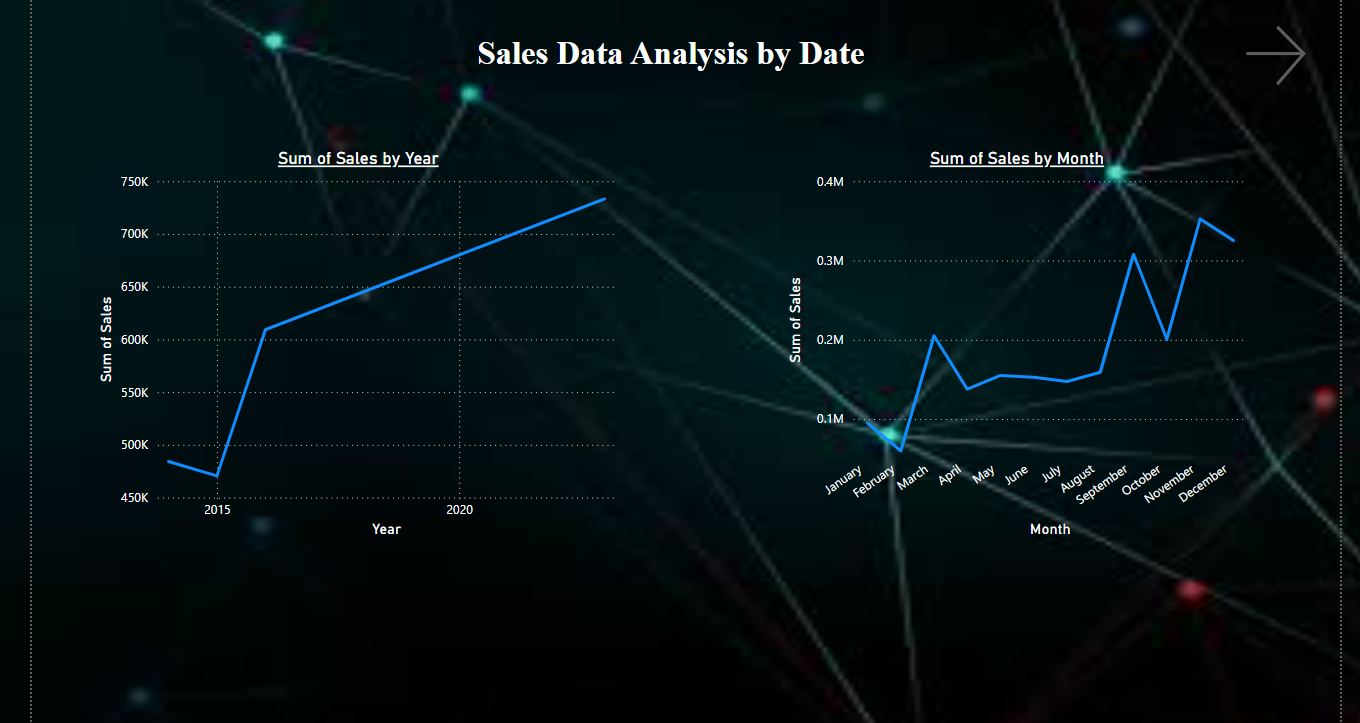 Sales Data Analysis by Date
Sum of Sales by Year
750K
700K
650K
600K
550K
500K
450K
Sum of Sales
2015
2020
Year
Sum of Sales by Month
0.4M
0.3M
0.2M
0.1M
Sum of Sales
January
February
March
April
May
June
July
August
September
October
November
December
Month